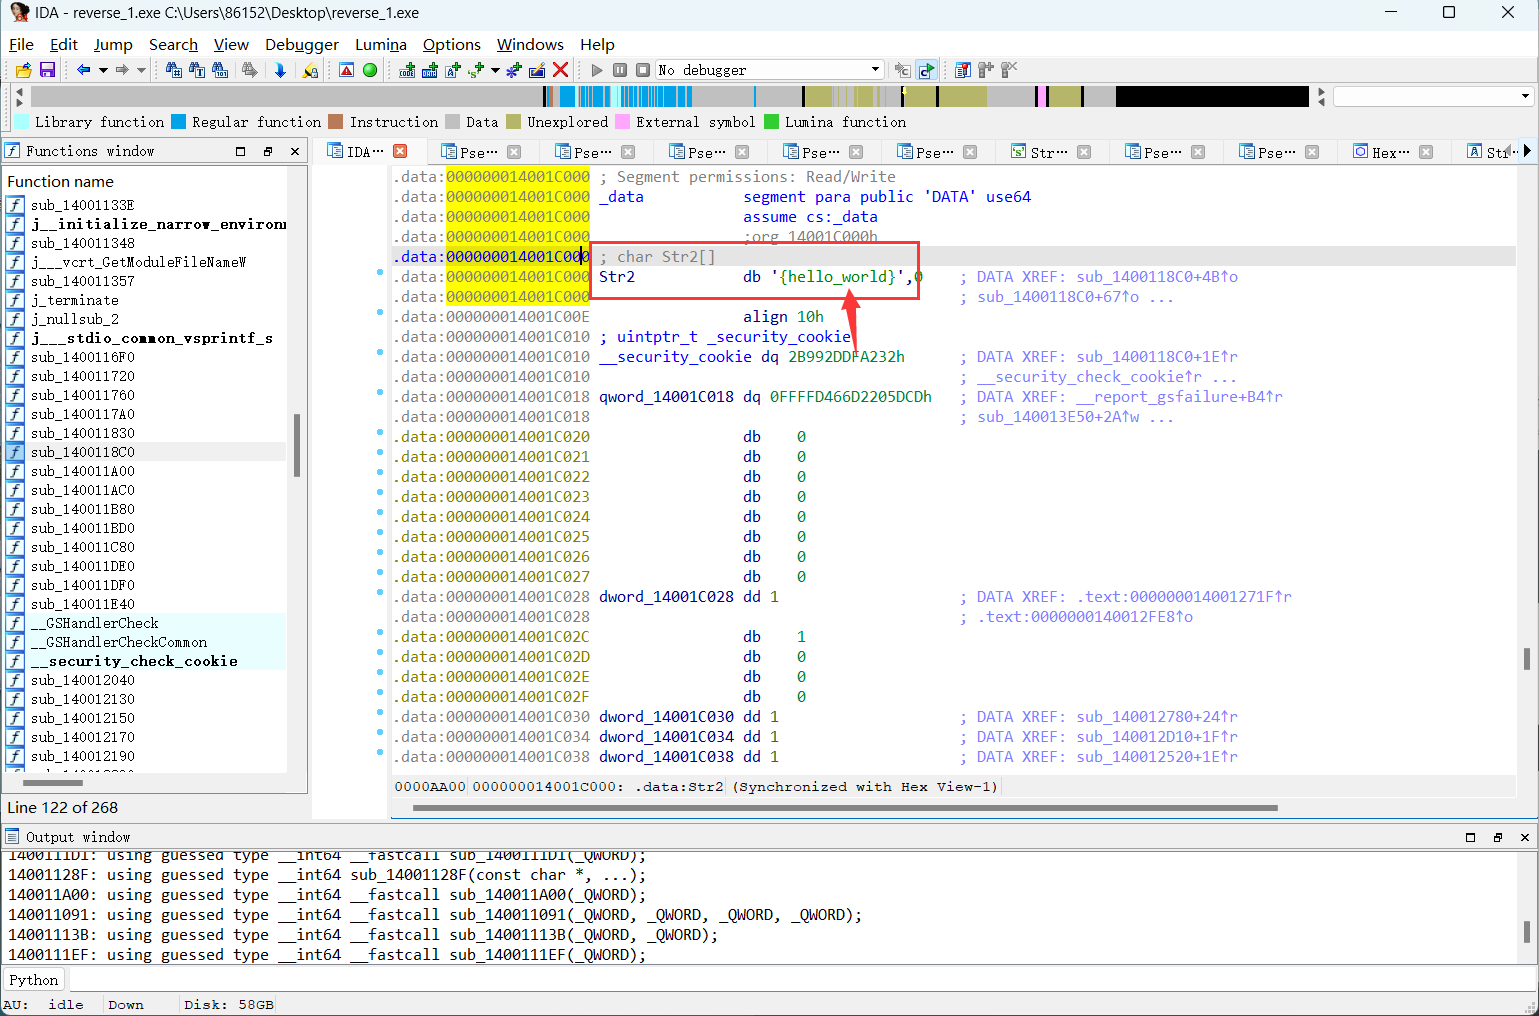 IDA - reverse_1.exe C:\Users\86152\Desktop\reverse_1.exe
File Edit Jump Search View Debugger Lumina Options Windows Help
No debugger
Library function Regular function Instruction Data Unexplored External symbol Lumina function
Functions window
IDA··· Pse··· Pse··· Pse··· Pse··· Pse··· Str··· Pse··· Pse··· Hex···
Function name
sub_14001133E
j__initialize_narrow_environm
sub_140011348
j___vcrt_GetModuleFileNameW
sub_140011357
j_terminate
j_nullsub_2
j___stdio_common_vsprintf_s
sub_1400116F0
sub_140011720
sub_140011760
sub_1400117A0
sub_140011830
sub_1400118C0
sub_140011A00
sub_140011AC0
sub_140011B80
sub_140011BD0
sub_140011C80
sub_140011DE0
sub_140011DF0
sub_140011E40
__GSHandlerCheck
__GSHandlerCheckCommon
__security_check_cookie
sub_140012040
sub_140012130
sub_140012150
sub_140012170
sub_140012190
Line 122 of 268
.data:000000014001C000 ; Segment permissions: Read/Write
.data:000000014001C000 _data segment para public 'DATA' use64
.data:000000014001C000 assume cs:_data
.data:000000014001C000 ;org 14001C000h
.data:000000014001C000 ; char Str2[]
.data:000000014001C000 Str2 db '{hello_world}',0 ; DATA XREF: sub_1400118C0+4B↑o
.data:000000014001C000 ; sub_1400118C0+67↑o ...
.data:000000014001C00E align 10h
.data:000000014001C010 ; uintptr_t _security_cookie
.data:000000014001C010 __security_cookie dq 2B992DDFA232h ; DATA XREF: sub_1400118C0+1E↑r
.data:000000014001C010 ; __security_check_cookie↑r ...
.data:000000014001C018 qword_14001C018 dq 0FFFFD466D2205DCDh ; DATA XREF: __report_gsfailure+B4↑r
.data:000000014001C018 ; sub_140013E50+2A↑w ...
.data:000000014001C020 db 0
.data:000000014001C021 db 0
.data:000000014001C022 db 0
.data:000000014001C023 db 0
.data:000000014001C024 db 0
.data:000000014001C025 db 0
.data:000000014001C026 db 0
.data:000000014001C027 db 0
.data:000000014001C028 dword_14001C028 dd 1 ; DATA XREF: .text:000000014001271F↑r
.data:000000014001C028 ; .text:0000000140012FE8↑o
.data:000000014001C02C db 1
.data:000000014001C02D db 0
.data:000000014001C02E db 0
.data:000000014001C02F db 0
.data:000000014001C030 dword_14001C030 dd 1 ; DATA XREF: sub_140012780+24↑r
.data:000000014001C034 dword_14001C034 dd 1 ; DATA XREF: sub_140012D10+1F↑r
.data:000000014001C038 dword_14001C038 dd 1 ; DATA XREF: sub_140012520+1E↑r
0000AA00 000000014001C000: .data:Str2 (Synchronized with Hex View-1)
Output window
1400111D1: using guessed type __int64 __fastcall sub_1400111D1(_QWORD);
14001128F: using guessed type __int64 sub_14001128F(const char *, ...);
140011A00: using guessed type __int64 __fastcall sub_140011A00(_QWORD);
140011091: using guessed type __int64 __fastcall sub_140011091(_QWORD, _QWORD, _QWORD, _QWORD);
14001113B: using guessed type __int64 __fastcall sub_14001113B(_QWORD, _QWORD);
1400111EF: using guessed type __int64 __fastcall sub_1400111EF(_QWORD);
Python
AU: idle Down Disk: 58GB